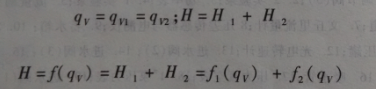 q_V = q_{V1} = q_{V2}; H = H_1 + H_2
H = f(q_V) = H_1 + H_2 = f_1(q_V) + f_2(q_V)